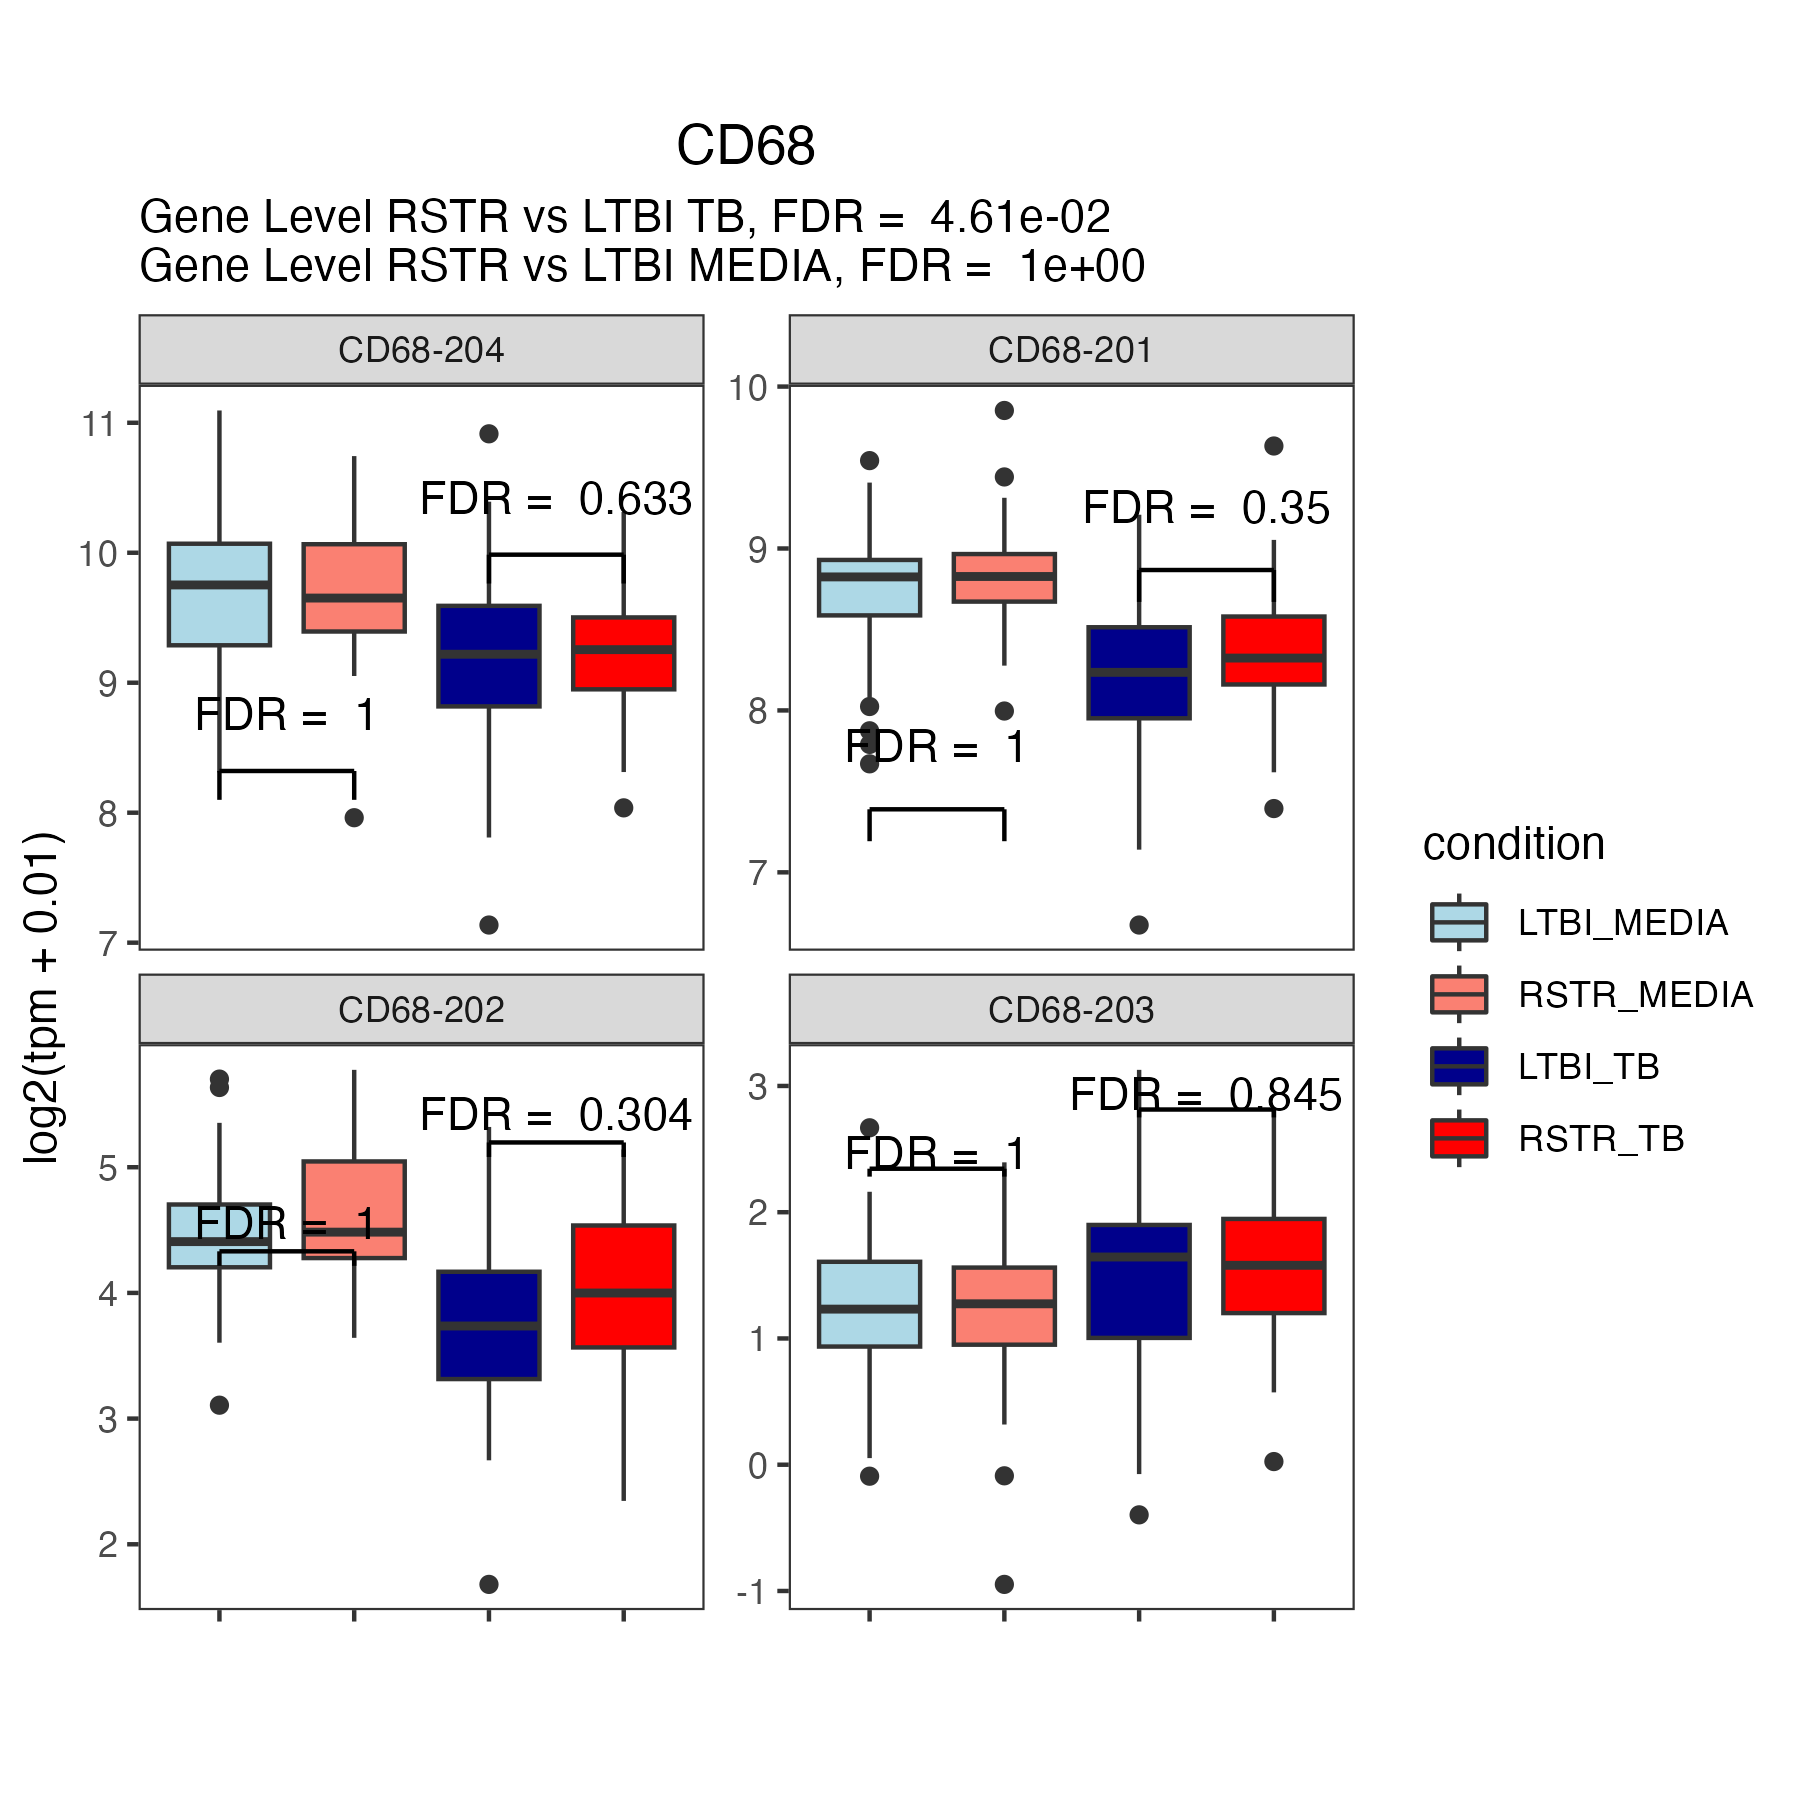 CD68
Gene Level RSTR vs LTBI TB, FDR = 4.61e-02
Gene Level RSTR vs LTBI MEDIA, FDR = 1e+00
log2(tpm + 0.01)
CD68-204
11
10
9
8
7
FDR = 0.633
FDR = 1
CD68-201
10
9
8
7
FDR = 0.35
FDR = 1
CD68-202
5
4
3
2
FDR = 0.304
FDR = 1
CD68-203
3
2
1
0
-1
FDR = 0.845
FDR = 1
condition
LTBI_MEDIA
RSTR_MEDIA
LTBI_TB
RSTR_TB